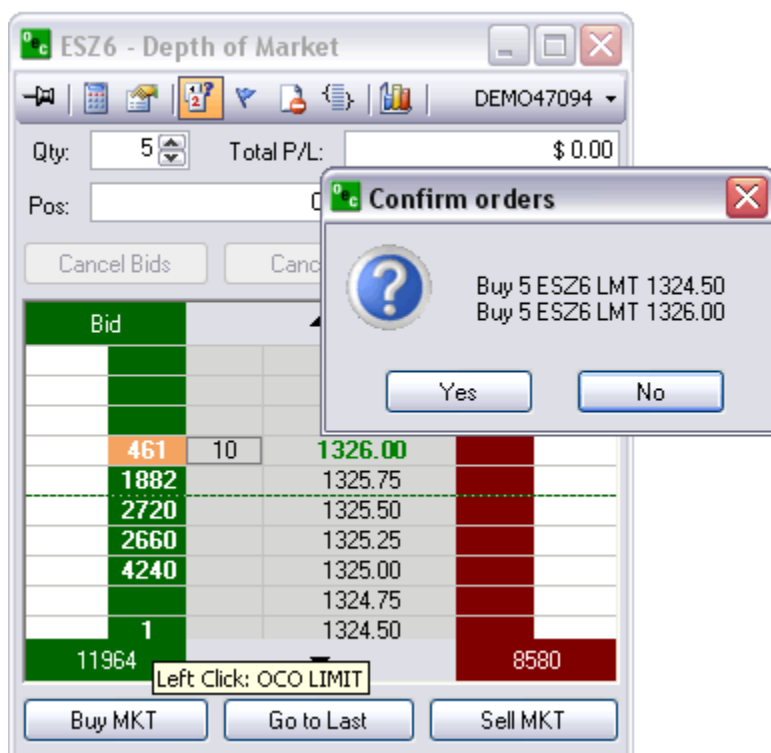 oec ESZ6 - Depth of Market
DEMO47094
Qty: 5 Total P/L: $ 0.00
Pos:
oec Confirm orders
Buy 5 ESZ6 LMT 1324.50
Buy 5 ESZ6 LMT 1326.00
Yes No
Cancel Bids Canc
Bid
461 10 1326.00
1882 1325.75
2720 1325.50
2660 1325.25
4240 1325.00
1324.75
1 1324.50
11964 8580
Left Click: OCO LIMIT
Buy MKT Go to Last Sell MKT